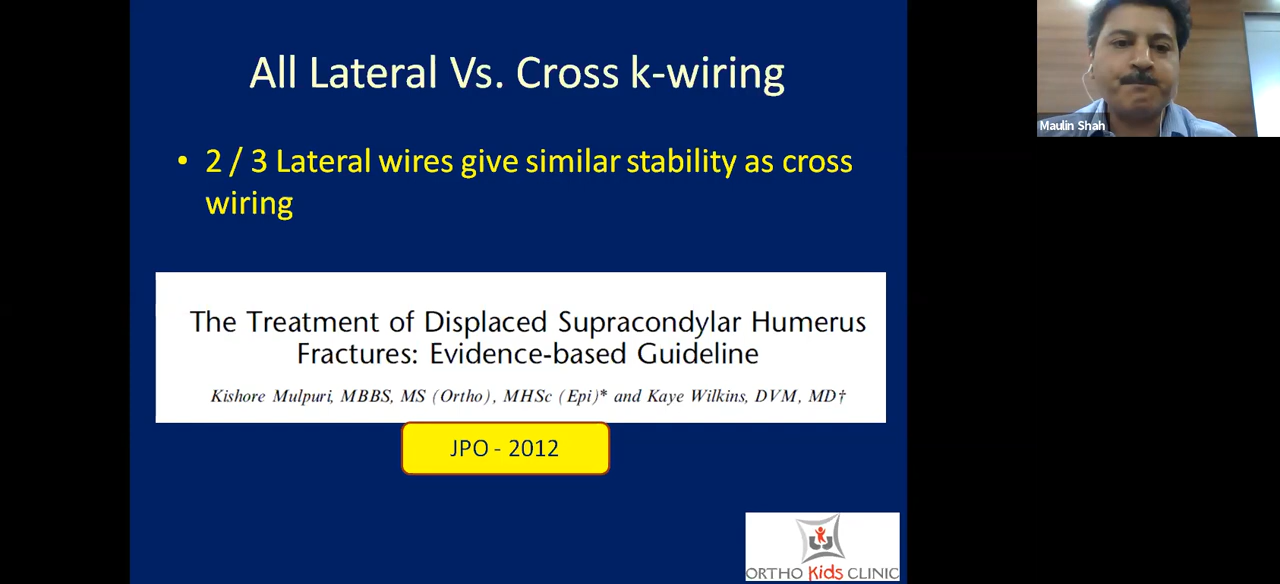 All Lateral Vs. Cross k-wiring
• 2 / 3 Lateral wires give similar stability as cross
wiring
The Treatment of Displaced Supracondylar Humerus
Fractures: Evidence-based Guideline
Kishore Mulpuri, MBBS, MS (Ortho), MHSc (Epi)* and Kaye Wilkins, DVM, MD†
JPO - 2012
ORTHO Kids CLINIC
Maulin Shah